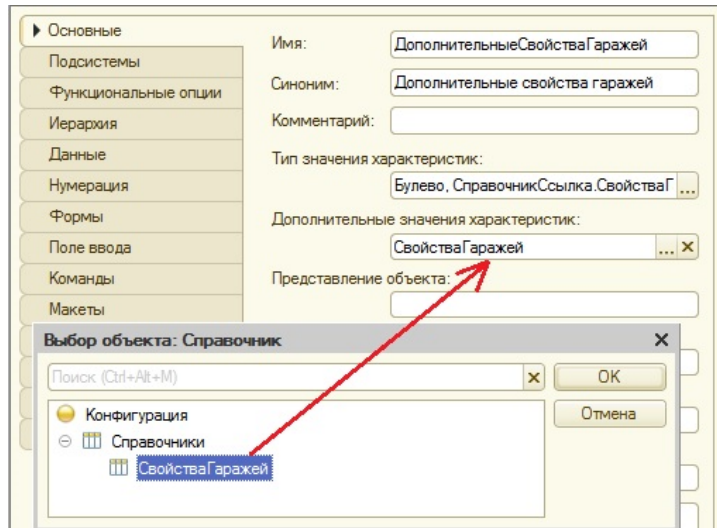 Основные
Подсистемы
Функциональные опции
Иерархия
Данные
Нумерация
Формы
Поле ввода
Команды
Макеты
Имя:
ДополнительныеСвойстваГаражей
Синоним:
Дополнительные свойства гаражей
Комментарий:
Тип значения характеристик:
Булево, СправочникСсылка.СвойстваГ ...
Дополнительные значения характеристик:
СвойстваГаражей ... ×
Представление объекта:
Выбор объекта: Справочник ×
Поиск (Ctrl+Alt+M) ×
OK
Конфигурация
Отмена
Справочники
СвойстваГаражей